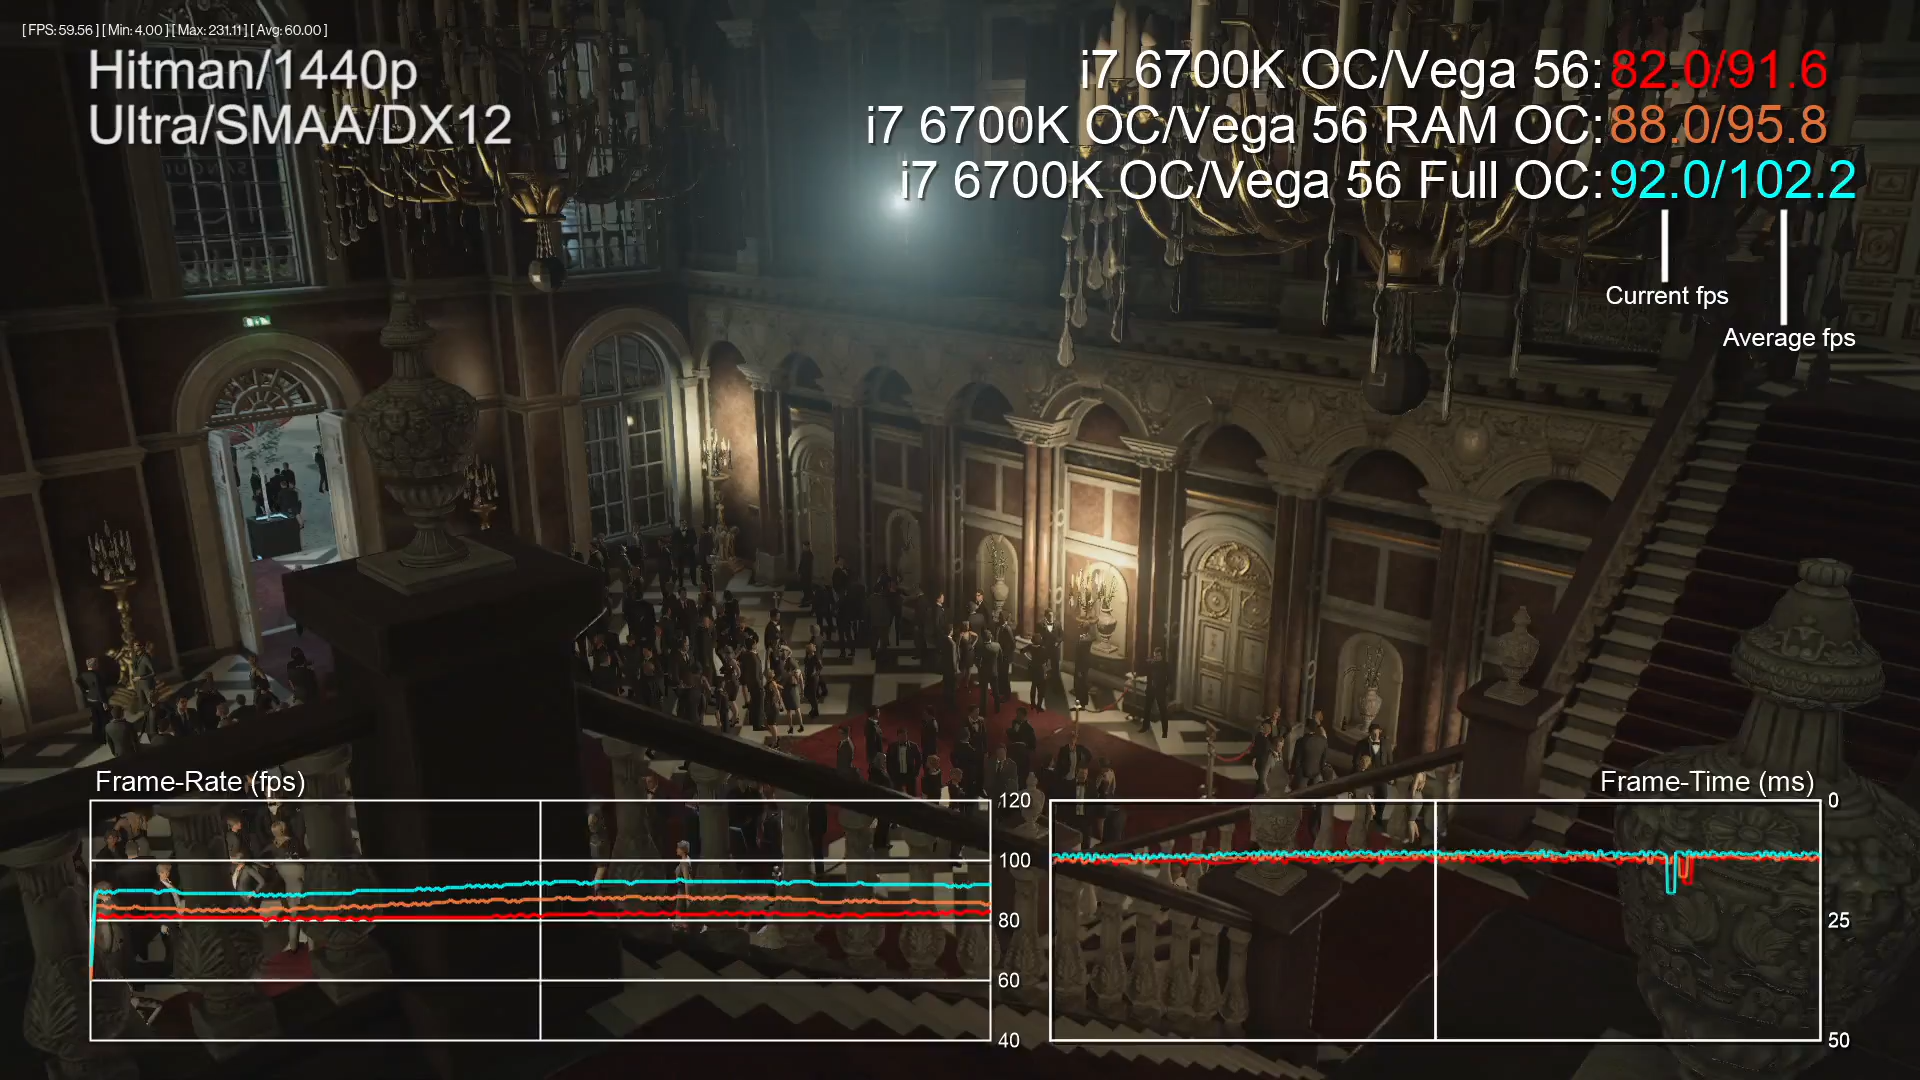 [ FPS: 59.56 ] [ Min: 4.00 ] [ Max: 231.11 ] [ Avg: 60.00 ]
Hitman/1440p
Ultra/SMAA/DX12
i7 6700K OC/Vega 56: 82.0/91.6
i7 6700K OC/Vega 56 RAM OC: 88.0/95.8
i7 6700K OC/Vega 56 Full OC: 92.0/102.2
Current fps
Average fps
Frame-Rate (fps)
120
100
80
60
40
Frame-Time (ms)
0
25
50